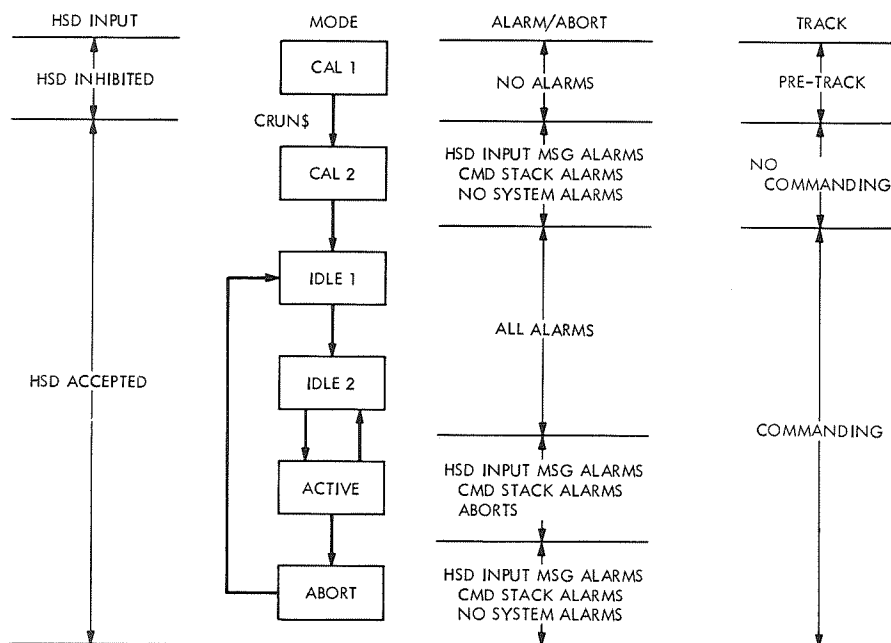 HSD INPUT
MODE
ALARM/ABORT
TRACK
CAL 1
HSD INHIBITED
NO ALARMS
PRE-TRACK
CRUN$
CAL 2
HSD INPUT MSG ALARMS
CMD STACK ALARMS
NO SYSTEM ALARMS
NO
COMMANDING
IDLE 1
ALL ALARMS
IDLE 2
HSD ACCEPTED
COMMANDING
ACTIVE
HSD INPUT MSG ALARMS
CMD STACK ALARMS
ABORTS
ABORT
HSD INPUT MSG ALARMS
CMD STACK ALARMS
NO SYSTEM ALARMS